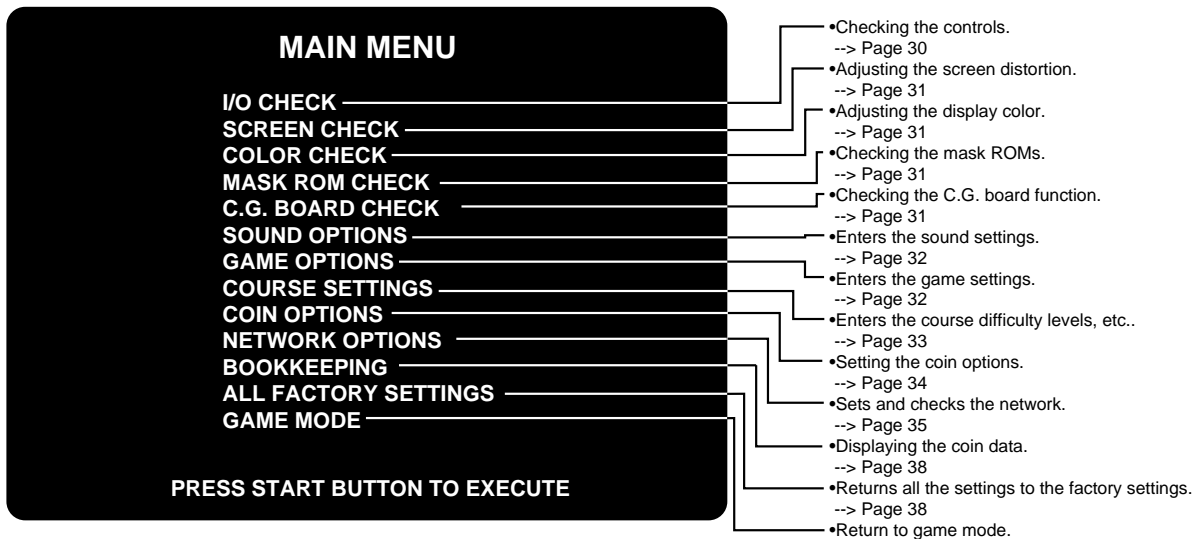 MAIN MENU
I/O CHECK
SCREEN CHECK
COLOR CHECK
MASK ROM CHECK
C.G. BOARD CHECK
SOUND OPTIONS
GAME OPTIONS
COURSE SETTINGS
COIN OPTIONS
NETWORK OPTIONS
BOOKKEEPING
ALL FACTORY SETTINGS
GAME MODE
PRESS START BUTTON TO EXECUTE
•Checking the controls.
--> Page 30
•Adjusting the screen distortion.
--> Page 31
•Adjusting the display color.
--> Page 31
•Checking the mask ROMs.
--> Page 31
•Checking the C.G. board function.
--> Page 31
•Enters the sound settings.
--> Page 32
•Enters the game settings.
--> Page 32
•Enters the course difficulty levels, etc..
--> Page 33
•Setting the coin options.
--> Page 34
•Sets and checks the network.
--> Page 35
•Displaying the coin data.
--> Page 38
•Returns all the settings to the factory settings.
--> Page 38
•Return to game mode.